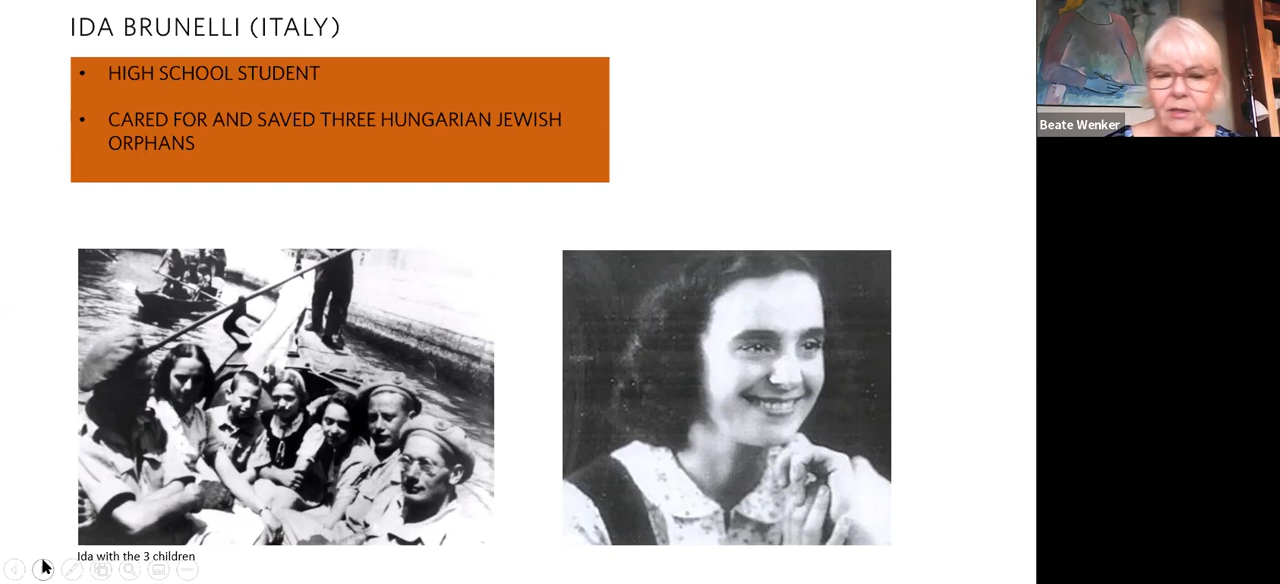 IDA BRUNELLI (ITALY)
• HIGH SCHOOL STUDENT
• CARED FOR AND SAVED THREE HUNGARIAN JEWISH
ORPHANS
Ida with the 3 children
Beate Wenker